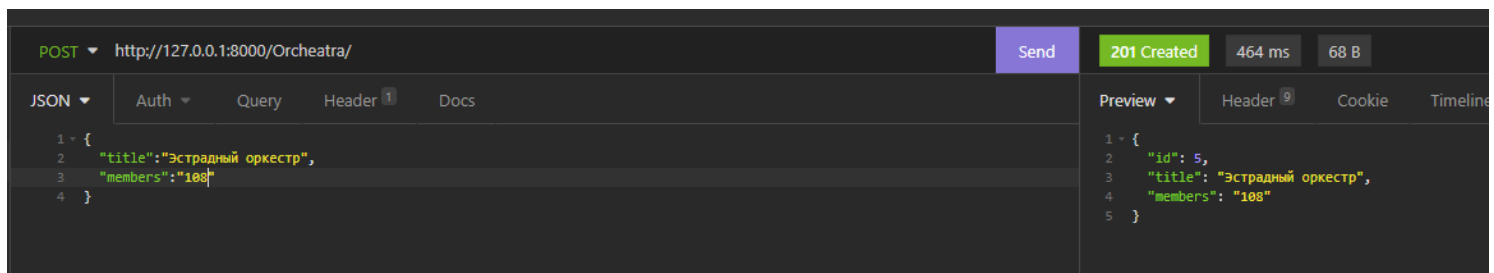 POST http://127.0.0.1:8000/Orcheatra/ Send 201 Created 464 ms 68 B
JSON Auth Query Header 1 Docs Preview Header 9 Cookie Timeline
1 {
2 "title":"Эстрадный оркестр",
3 "members":"108"
4 }
1 {
2 "id": 5,
3 "title": "Эстрадный оркестр",
4 "members": "108"
5 }